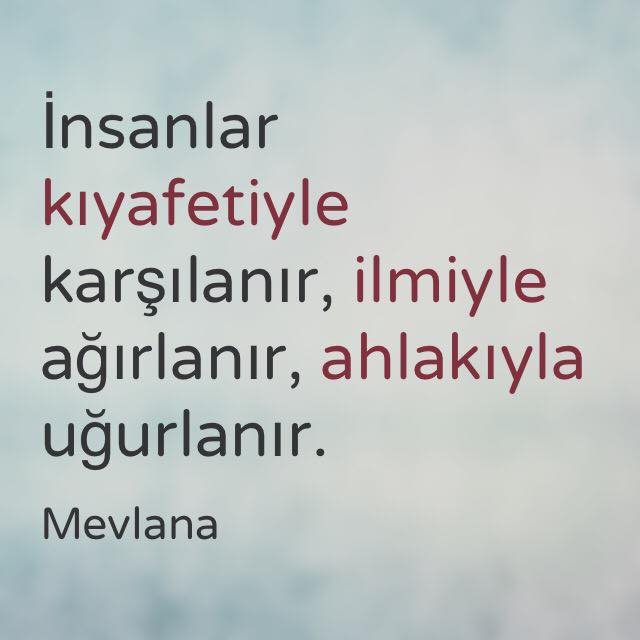 İnsanlar
kıyafetiyle
karşılanır, ilmiyle
ağırlanır, ahlakıyla
uğurlanır.
Mevlana